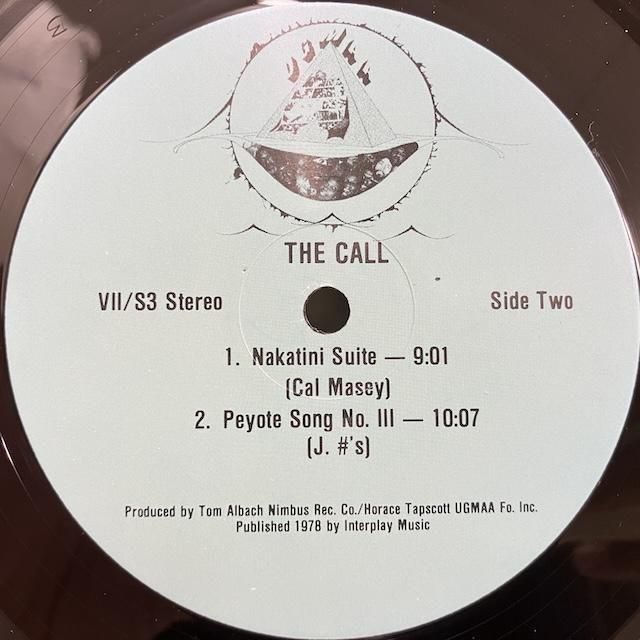 THE CALL
VII/S3 Stereo
Side Two
1. Nakatini Suite — 9:01
(Cal Masey)
2. Peyote Song No. III — 10:07
(J. #'s)
Produced by Tom Albach Nimbus Rec. Co./Horace Tapscott UGMAA Fo. Inc.
Published 1978 by Interplay Music